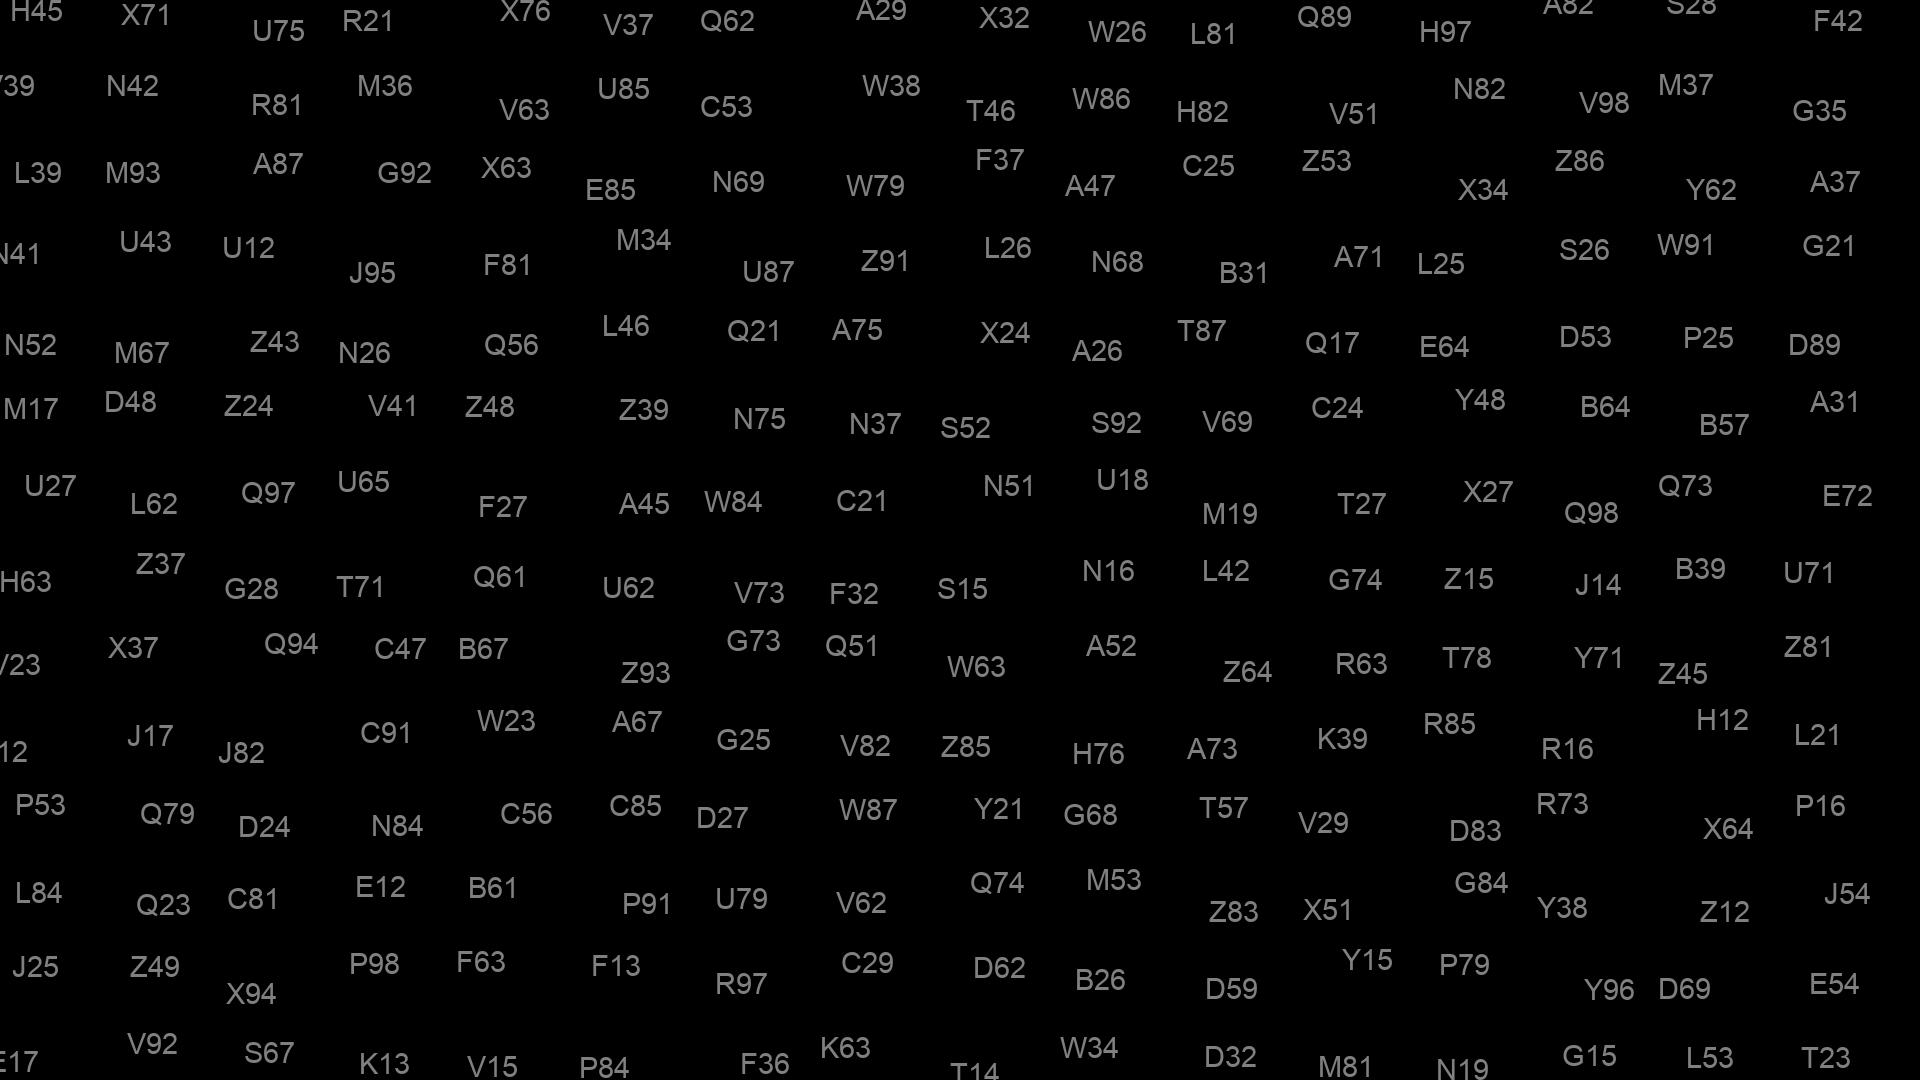 H45 X71 U75 R21 X76 V37 Q62 A29 X32 W26 L81 Q89 H97 A82 S28 F42
N42 R81 M36 V63 U85 C53 W38 T46 W86 H82 V51 N82 V98 M37 G35
L39 M93 A87 G92 X63 E85 N69 W79 F37 A47 C25 Z53 X34 Z86 Y62 A37
N41 U43 U12 J95 F81 M34 U87 Z91 L26 N68 B31 A71 L25 S26 W91 G21
N52 M67 Z43 N26 Q56 L46 Q21 A75 X24 A26 T87 Q17 E64 D53 P25 D89
M17 D48 Z24 V41 Z48 Z39 N75 N37 S52 S92 V69 C24 Y48 B64 B57 A31
U27 L62 Q97 U65 F27 A45 W84 C21 N51 U18 M19 T27 X27 Q98 Q73 E72
H63 Z37 G28 T71 Q61 U62 V73 F32 S15 N16 L42 G74 Z15 J14 B39 U71
V23 X37 Q94 C47 B67 Z93 G73 Q51 W63 A52 Z64 R63 T78 Y71 Z45 Z81
12 J17 J82 C91 W23 A67 G25 V82 Z85 H76 A73 K39 R85 R16 H12 L21
P53 Q79 D24 N84 C56 C85 D27 W87 Y21 G68 T57 V29 D83 R73 X64 P16
L84 Q23 C81 E12 B61 P91 U79 V62 Q74 M53 Z83 X51 G84 Y38 Z12 J54
J25 Z49 X94 P98 F63 F13 R97 C29 D62 B26 D59 Y15 P79 Y96 D69 E54
E17 V92 S67 K13 V15 P84 F36 K63 T14 W34 D32 M81 N19 G15 L53 T23